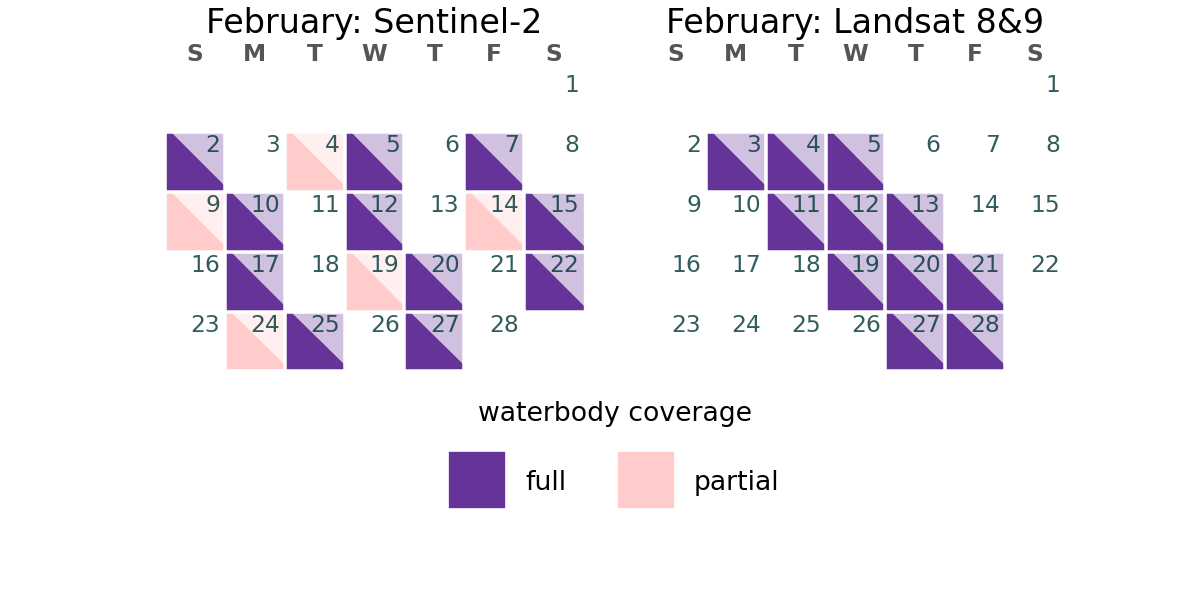 February: Sentinel-2
S M T W T F S
1
2 3 4 5 6 7 8
9 10 11 12 13 14 15
16 17 18 19 20 21 22
23 24 25 26 27 28
February: Landsat 8&9
S M T W T F S
1
2 3 4 5 6 7 8
9 10 11 12 13 14 15
16 17 18 19 20 21 22
23 24 25 26 27 28
waterbody coverage
full partial